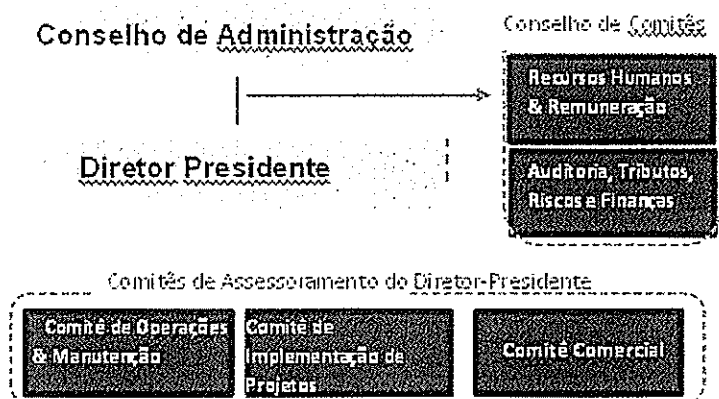 Conselho de Administração
Conselho de Comitês
Recursos Humanos
& Remuneração
Diretor Presidente
Auditoria, Tributos,
Riscos e Finanças
Comitês de Assessoramento do Diretor-Presidente
Comitê de Operações
& Manutenção
Comitê de
Implementação de
Projetos
Comitê Comercial